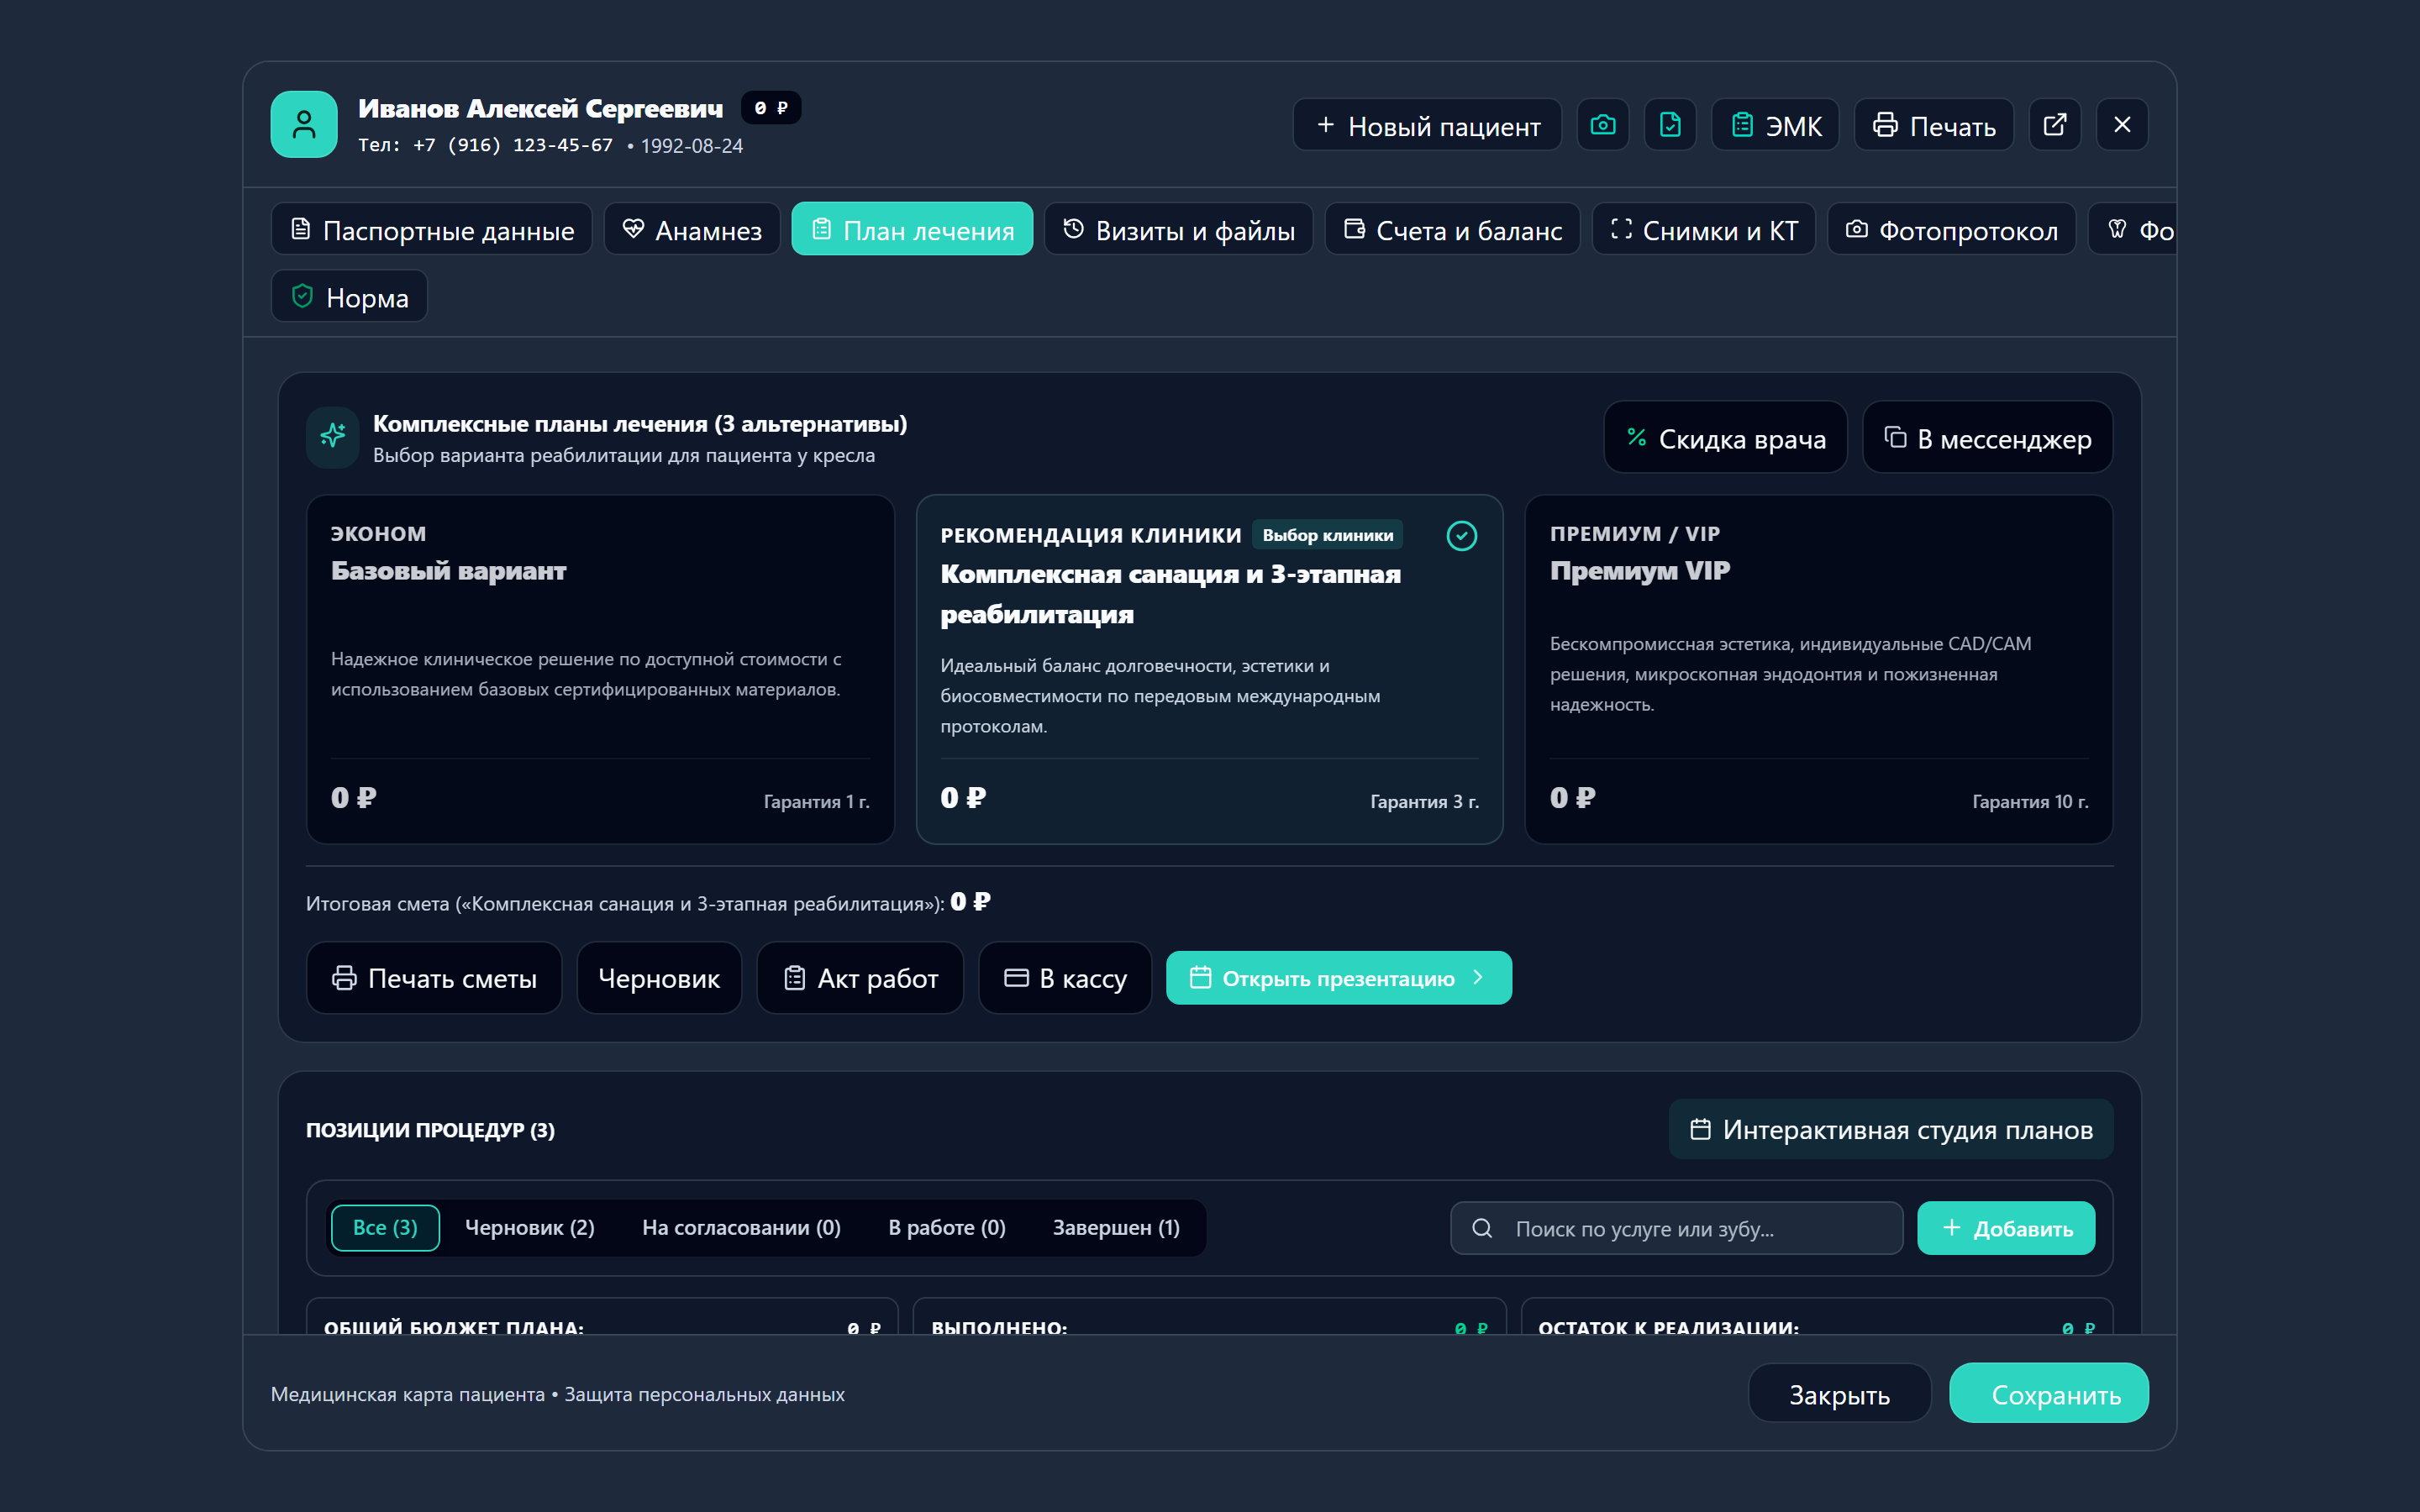 Иванов Алексей Сергеевич 0 ₽
Тел: +7 (916) 123-45-67 • 1992-08-24
Новый пациент
ЭМК
Печать
Паспортные данные
Анамнез
План лечения
Визиты и файлы
Счета и баланс
Снимки и КТ
Фотопротокол
Фо
Норма
Комплексные планы лечения (3 альтернативы)
Выбор варианта реабилитации для пациента у кресла
Скидка врача
В мессенджер
ЭКОНОМ
Базовый вариант
Надежное клиническое решение по доступной стоимости с
использованием базовых сертифицированных материалов.
0 ₽
Гарантия 1 г.
РЕКОМЕНДАЦИЯ КЛИНИКИ Выбор клиники
Комплексная санация и 3-этапная
реабилитация
Идеальный баланс долговечности, эстетики и
биосовместимости по передовым международным
протоколам.
0 ₽
Гарантия 3 г.
ПРЕМИУМ / VIP
Премиум VIP
Бескомпромиссная эстетика, индивидуальные CAD/CAM
решения, микроскопная эндодонтия и пожизненная
надежность.
0 ₽
Гарантия 10 г.
Итоговая смета («Комплексная санация и 3-этапная реабилитация»): 0 ₽
Печать сметы
Черновик
Акт работ
В кассу
Открыть презентацию
ПОЗИЦИИ ПРОЦЕДУР (3)
Интерактивная студия планов
Все (3)
Черновик (2)
На согласовании (0)
В работе (0)
Завершен (1)
Поиск по услуге или зубу...
Добавить
ОБЩИЙ БЮДЖЕТ ПЛАНА: 0 ₽
ВЫПОЛНЕНО: 0 ₽
ОСТАТОК К РЕАЛИЗАЦИИ: 0 ₽
Медицинская карта пациента • Защита персональных данных
Закрыть
Сохранить